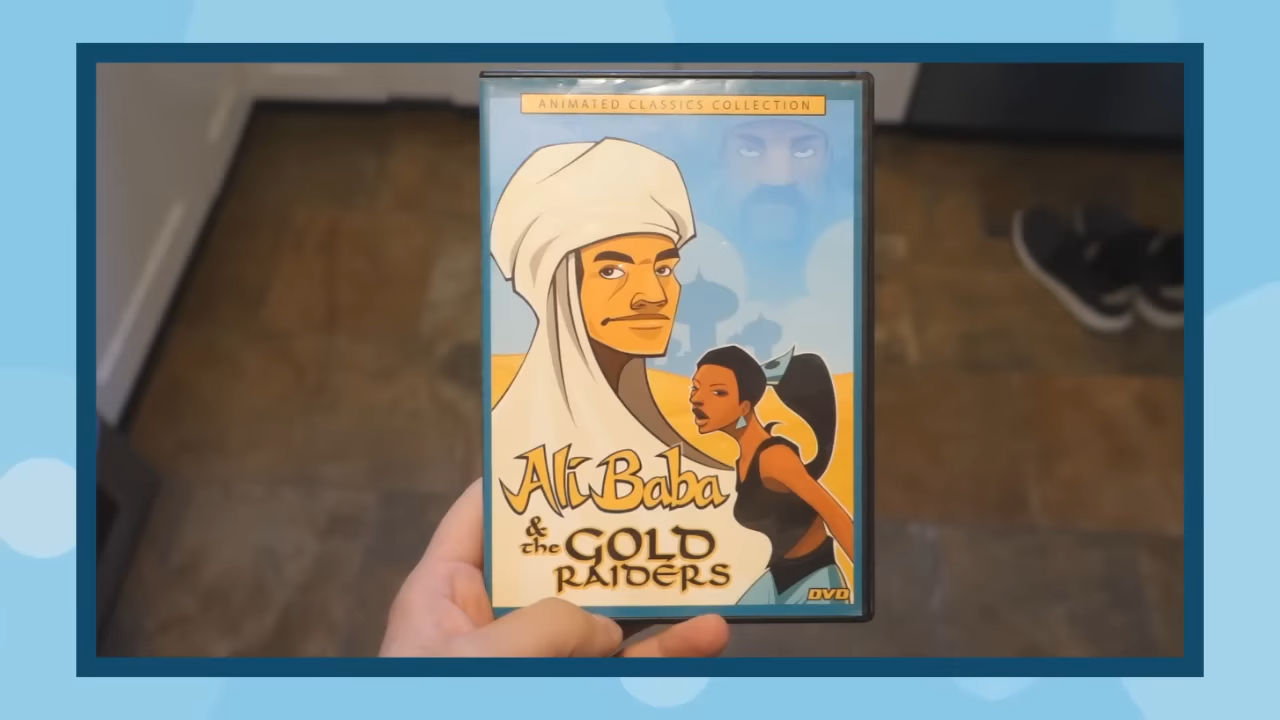 ANIMATED CLASSICS COLLECTION
Ali Baba
& the GOLD
RAIDERS
DVD